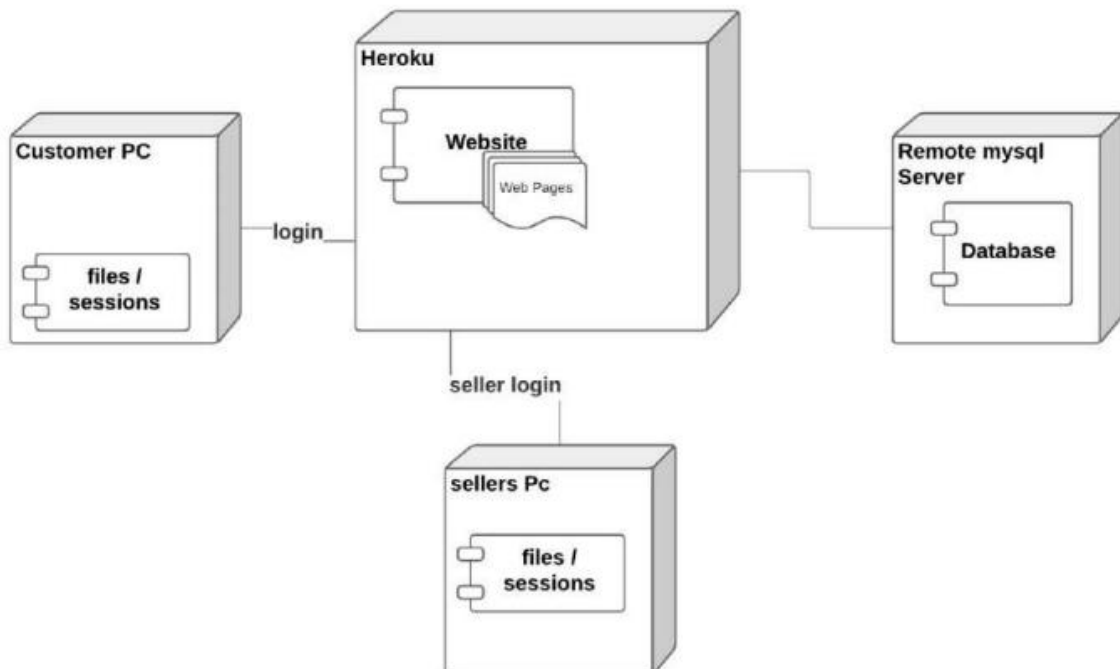 Heroku
Website
Web Pages
Customer PC
files /
sessions
login
Remote mysql
Server
Database
seller login
sellers Pc
files /
sessions